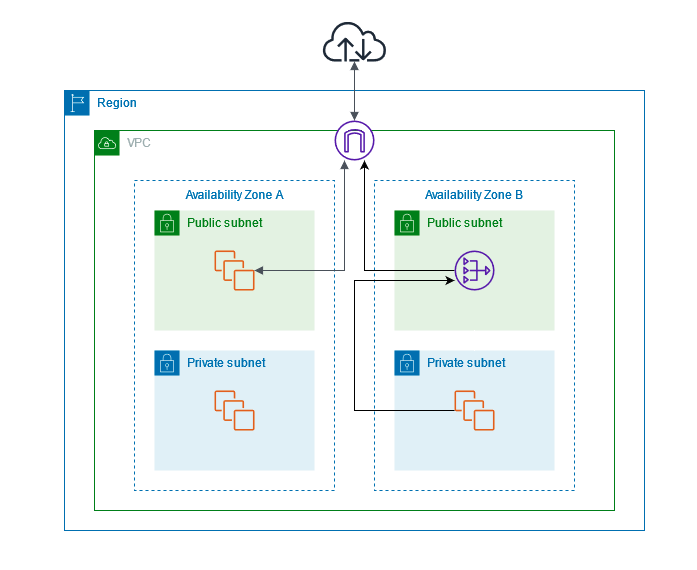 Region
VPC
Availability Zone A
Availability Zone B
Public subnet
Public subnet
Private subnet
Private subnet